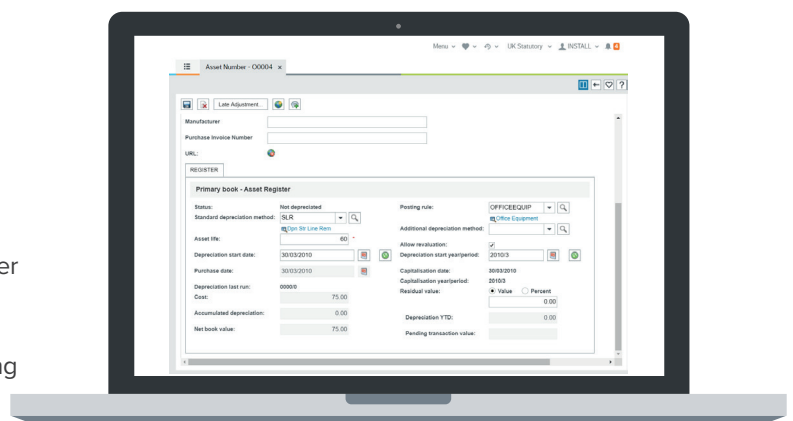 Menu UK Statutory INSTALL
Asset Number - O0004 ×
?
Late Adjustment
Manufacturer
Purchase Invoice Number
URL:
REGISTER
Primary book - Asset Register
Status: Not depreciated Posting rule: OFFICEEQUIP
Office Equipment
Standard depreciation method: SLR Additional depreciation method:
Dpn Str Line Rem
Asset life: 60 Allow revaluation:
Depreciation start date: 30/03/2010 Depreciation start year/period: 2010/3
Purchase date: 30/03/2010 Capitalisation date: 30/03/2010
Capitalisation year/period: 2010/3
Depreciation last run: 0000/0 Residual value: Value Percent
Cost: 75.00 0.00
Accumulated depreciation: 0.00 Depreciation YTD: 0.00
Net book value: 75.00 Pending transaction value:
er
ng